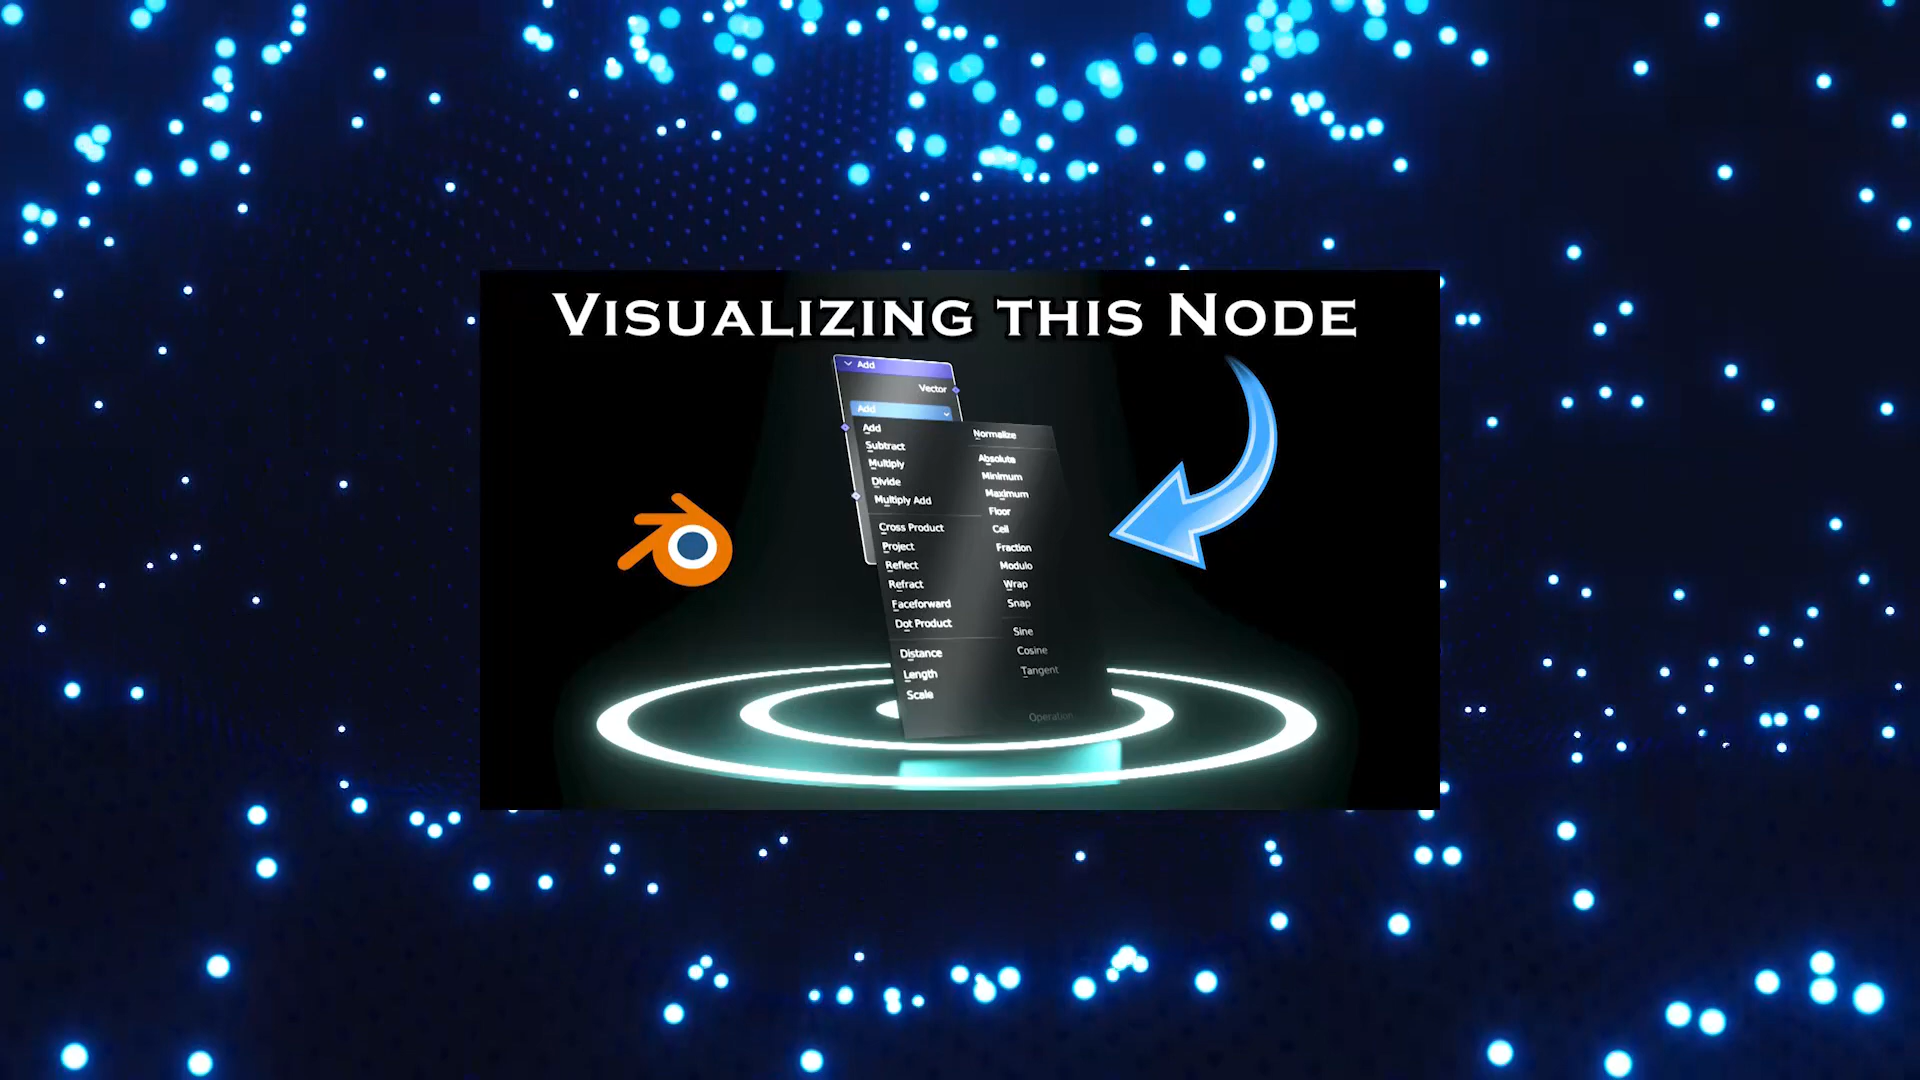 VISUALIZING THIS NODE
Add
Vector
Add
Add
Subtract
Multiply
Divide
Multiply Add
Cross Product
Project
Reflect
Refract
Faceforward
Dot Product
Distance
Length
Scale
Normalize
Absolute
Minimum
Maximum
Floor
Ceil
Fraction
Modulo
Wrap
Snap
Sine
Cosine
Tangent
Operation